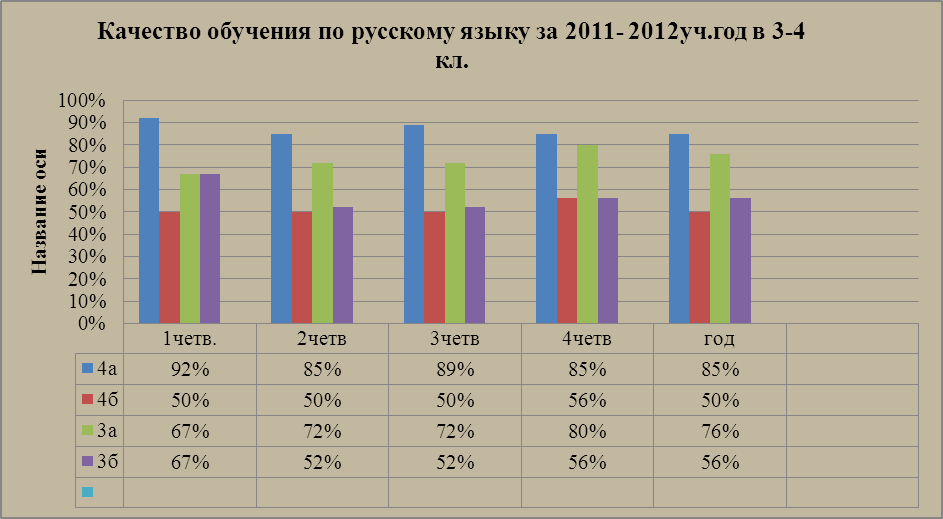 Качество обучения по русскому языку за 2011- 2012уч.год в 3-4
кл.
Название оси
100%
90%
80%
70%
60%
50%
40%
30%
20%
10%
0%
1четв. 2четв 3четв 4четв год
4а 92% 85% 89% 85% 85%
4б 50% 50% 50% 56% 50%
3а 67% 72% 72% 80% 76%
3б 67% 52% 52% 56% 56%